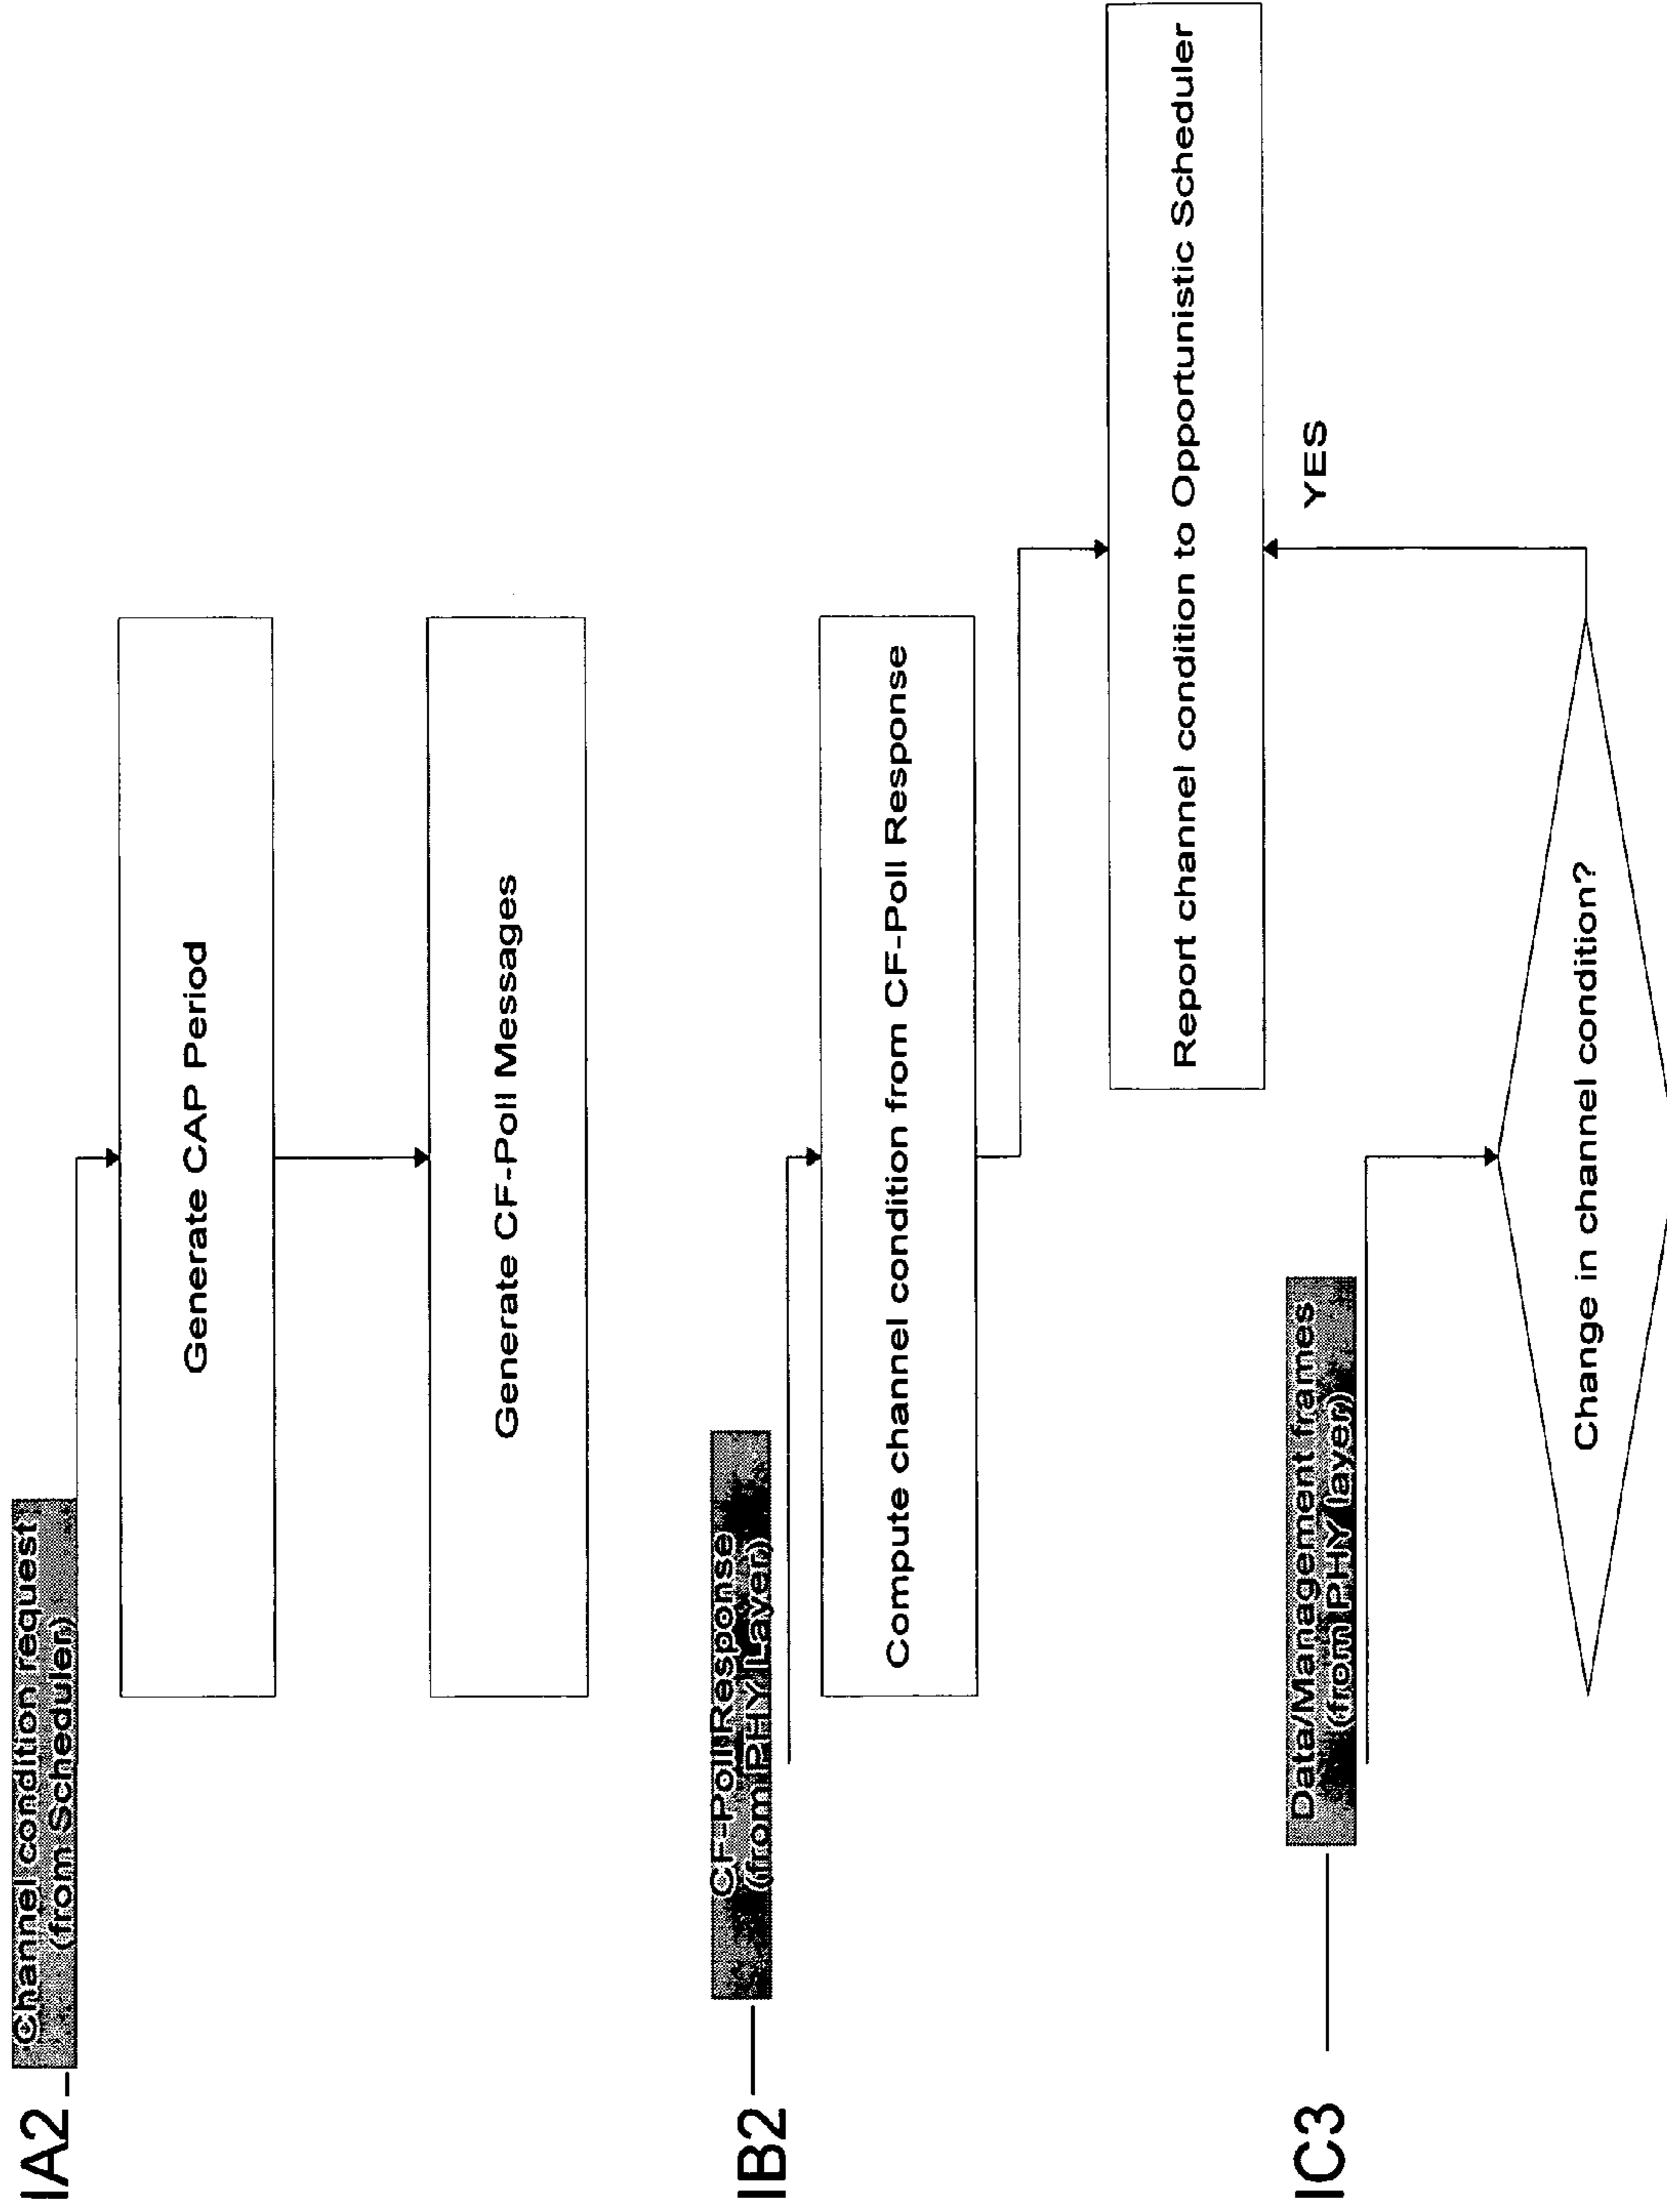 IA2
Channel condition request
(from Scheduler)
Generate CAP Period
Generate CF-Poll Messages
IB2
CF-Poll Response
(from PHY Layer)
Compute channel condition from CF-Poll Response
Report channel condition to Opportunistic Scheduler
YES
IC3
Data/Management frames
(from PHY layer)
Change in channel condition?